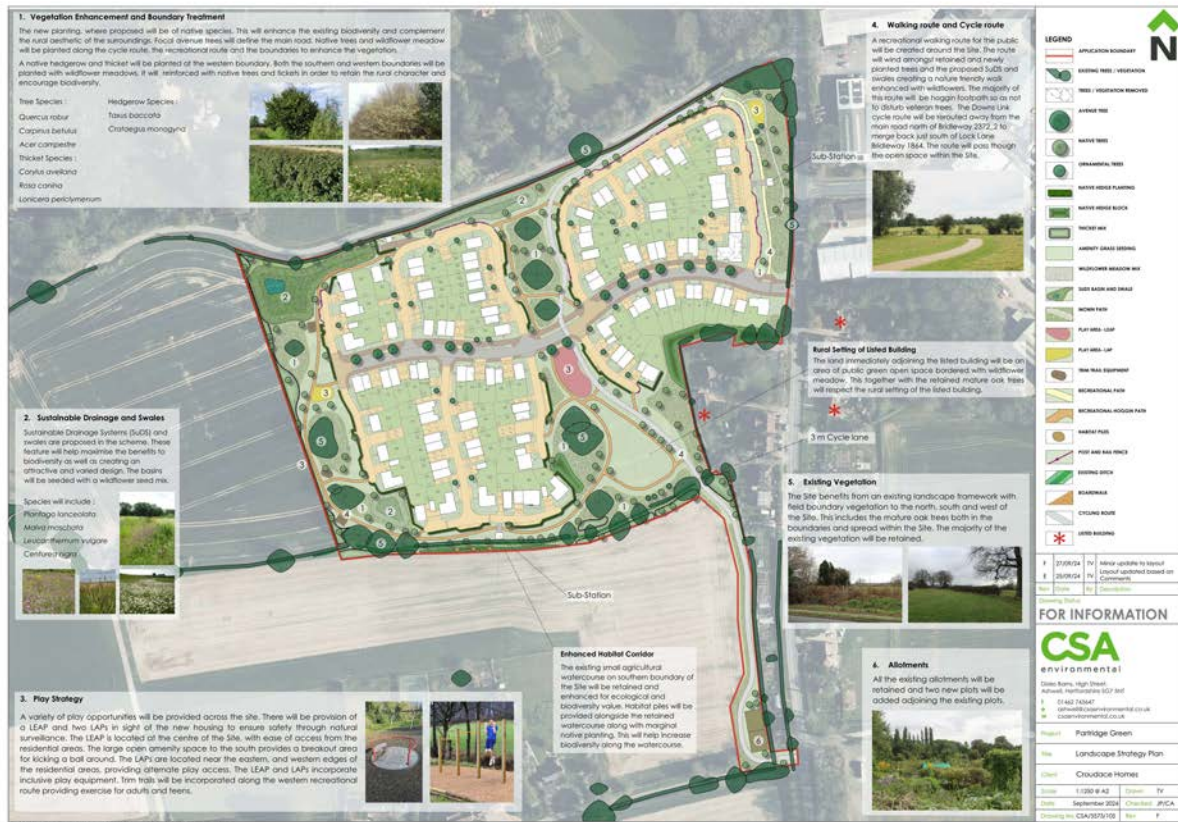 1. Vegetation Enhancement and Boundary Treatment
The new planting, where proposed will be of native species. This will enhance the existing biodiversity and complement
the rural aesthetic of the surroundings. Focal avenue trees will define the main road. Native trees and wildflower meadow
will be planted along the cycle route, the recreational route and the boundaries to enhance the vegetation.
A native hedgerow and thicket will be planted at the western boundary. Both the southern and western boundaries will be
planted with wildflower meadows. It will reinforced with native trees and tickets in order to retain the rural character and
encourage biodiversity.
Tree Species :
Quercus robur
Carpinus betulus
Acer campestre
Thicket Species :
Corylus avellana
Rosa canina
Lonicera periclymenum
Hedgerow Species :
Taxus baccata
Crataegus monogyna
2. Sustainable Drainage and Swales
Sustainable Drainage Systems (SuDS) and
swales are proposed in the scheme. These
feature will help maximise the benefits to
biodiversity as well as creating an
attractive and varied design. The basins
will be seeded with a wildflower seed mix.
Species will include :
Plantago lanceolata
Malva moschata
Leucanthemum vulgare
Centurea nigra
3. Play Strategy
A variety of play opportunities will be provided across the site. There will be provision of
a LEAP and two LAPs in sight of the new housing to ensure safety through natural
surveillance. The LEAP is located at the centre of the Site, with ease of access from the
residential areas. The large open amenity space to the south provides a breakout area
for kicking a ball around. The LAPs are located near the eastern, and western edges of
the residential areas, providing alternate play access. The LEAP and LAPs incorporate
inclusive play equipment. Trim trails will be incorporated along the western recreational
route providing exercise for adults and teens.
Sub-Station
Sub-Station
Enhanced Habitat Corridor
The existing small agricultural
watercourse on southern boundary of
the Site will be retained and
enhanced for ecological and
biodiversity value. Habitat piles will be
provided alongside the retained
watercourse along with marginal
native planting. This will help increase
biodiversity along the watercourse.
4. Walking route and Cycle route
A recreational walking route for the public
will be created around the Site. The route
will wind amongst retained and newly
planted trees and the proposed SuDS and
swales creating a nature friendly walk
enhanced with wildflowers. The majority of
this route will be hoggin footpath so as not
to disturb veteran trees. The Downs Link
cycle route will be rerouted away from the
main road north of Bridleway 2372_2 to
merge back just south of Lock Lane
Bridleway 1864. The route will pass though
the open space within the Site.
Rural Setting of Listed Building
The land immediately adjoining the listed building will be an
area of public green open space bordered with wildflower
meadow. This together with the retained mature oak trees
will respect the rural setting of the listed building.
3 m Cycle lane
5. Existing Vegetation
The Site benefits from an existing landscape framework with
field boundary vegetation to the north, south and west of
the Site. This includes the mature oak trees both in the
boundaries and spread within the Site. The majority of the
existing vegetation will be retained.
6. Allotments
All the existing allotments will be
retained and two new plots will be
added adjoining the existing plots.
N
LEGEND
APPLICATION BOUNDARY
EXISTING TREES / VEGETATION
TREES / VEGETATION REMOVED
AVENUE TREE
NATIVE TREES
ORNAMENTAL TREES
NATIVE HEDGE PLANTING
NATIVE HEDGE BLOCK
THICKET MIX
AMENITY GRASS SEEDING
WILDFLOWER MEADOW MIX
SUDS BASIN AND SWALE
MOWN PATH
PLAY AREA- LEAP
PLAY AREA- LAP
TRIM TRAIL EQUIPMENT
RECREATIONAL PATH
RECREATIONAL HOGGIN PATH
HABITAT PILES
POST AND RAIL FENCE
EXISTING DITCH
BOARDWALK
CYCLING ROUTE
LISTED BUILDING
F 27/09/24 TV Minor update to layout
E 25/09/24 TV Layout updated based on
Comments
Rev Date By Description
Drawing Status
FOR INFORMATION
CSA
environmental
Dixies Barns, High Street,
Ashwell, Hertfordshire SG7 5NT
t 01462 743647
e ashwell@csaenvironmental.co.uk
w csaenvironmental.co.uk
Project Partridge Green
Title Landscape Strategy Plan
Client Croudace Homes
Scale 1:1250 @ A2 Drawn TV
Date September 2024 Checked JP/CA
Drawing No. CSA/5573/105 Rev F